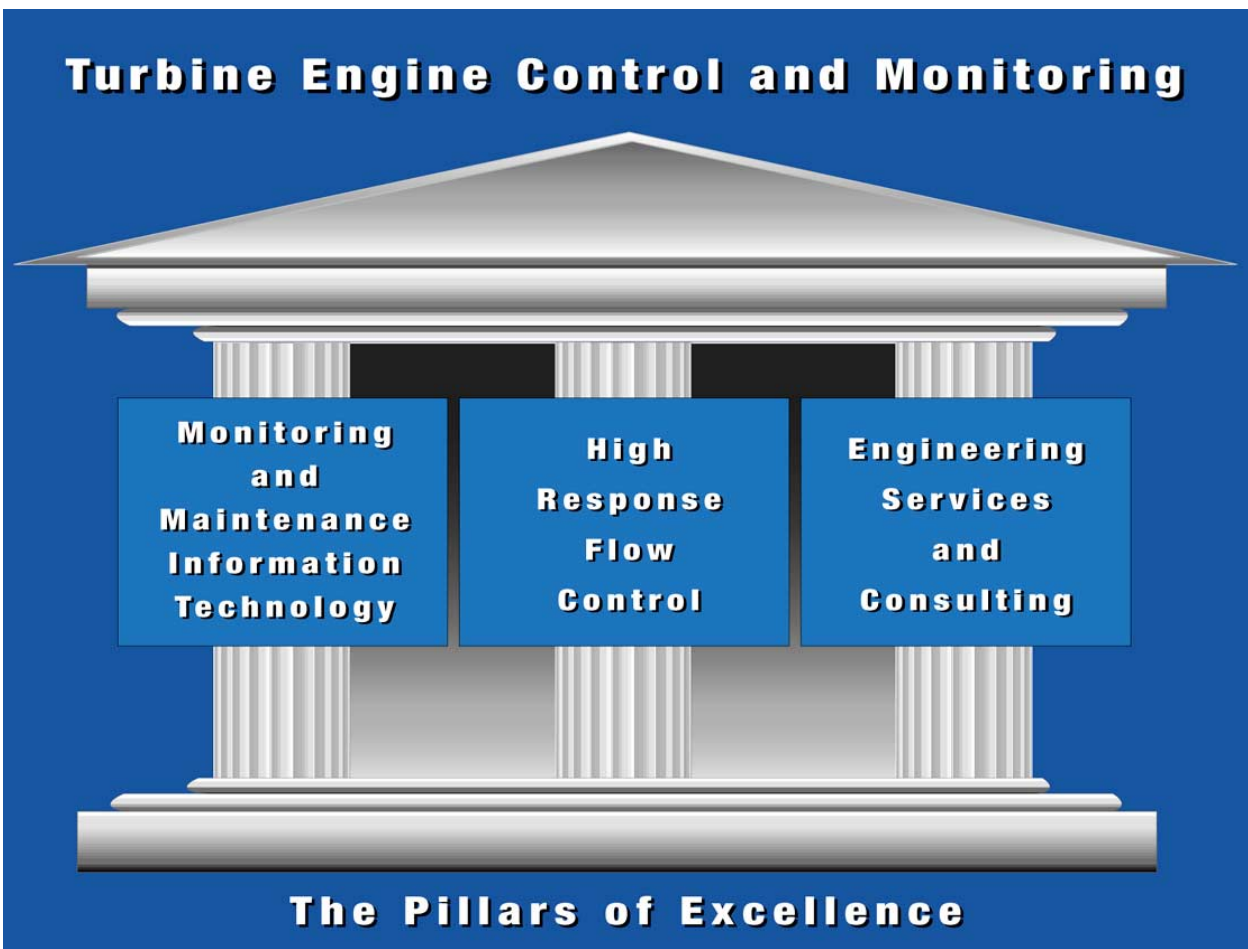 Turbine Engine Control and Monitoring
Monitoring
and
Maintenance
Information
Technology
High
Response
Flow
Control
Engineering
Services
and
Consulting
The Pillars of Excellence